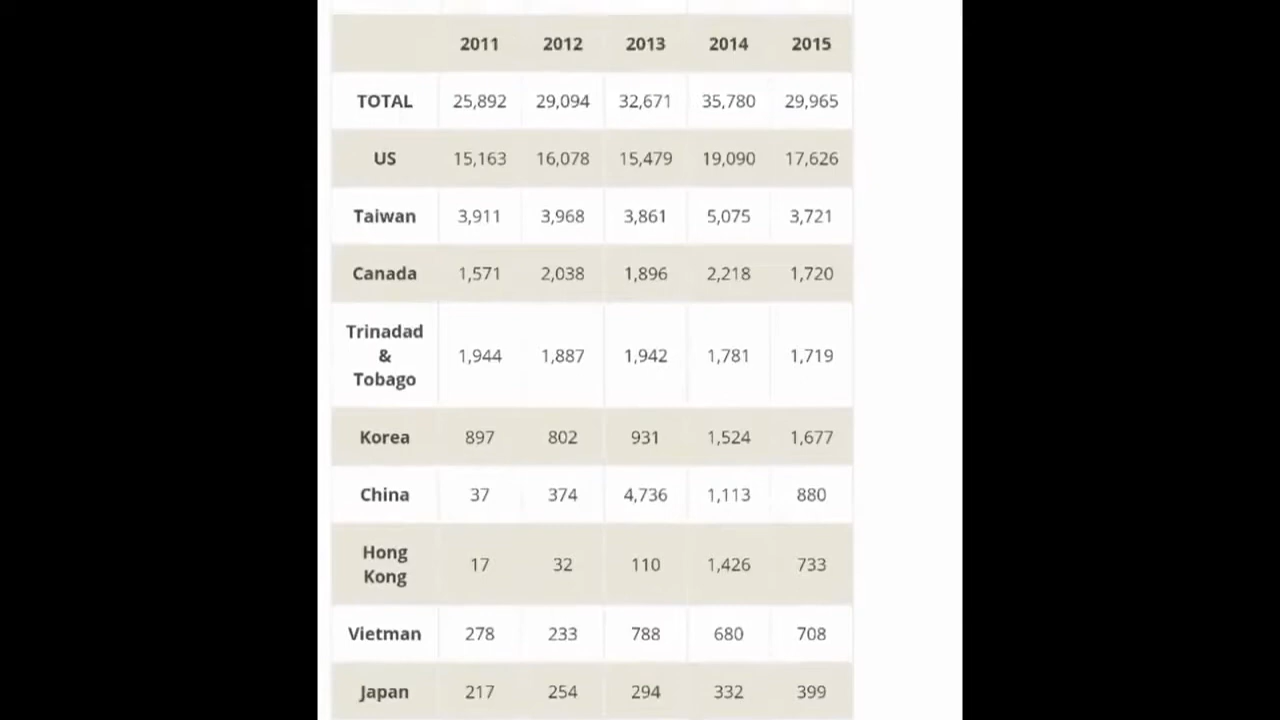 2011 2012 2013 2014 2015
TOTAL 25,892 29,094 32,671 35,780 29,965
US 15,163 16,078 15,479 19,090 17,626
Taiwan 3,911 3,968 3,861 5,075 3,721
Canada 1,571 2,038 1,896 2,218 1,720
Trinadad
& 1,944 1,887 1,942 1,781 1,719
Tobago
Korea 897 802 931 1,524 1,677
China 37 374 4,736 1,113 880
Hong
Kong 17 32 110 1,426 733
Vietman 278 233 788 680 708
Japan 217 254 294 332 399